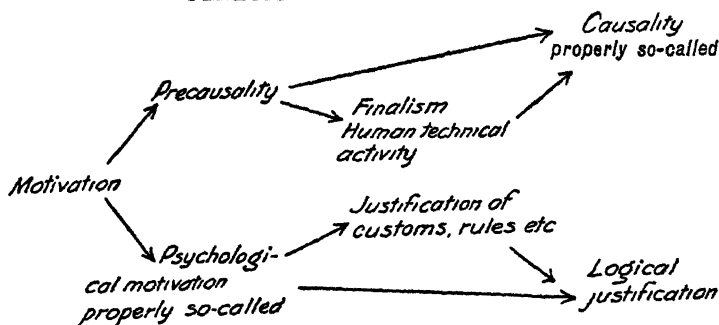 Causality
properly so-called
Precausality
Finalism
Human technical
activity
Motivation
Justification of
customs, rules etc
Psychologi-
cal motivation
properly so-called
Logical
justification